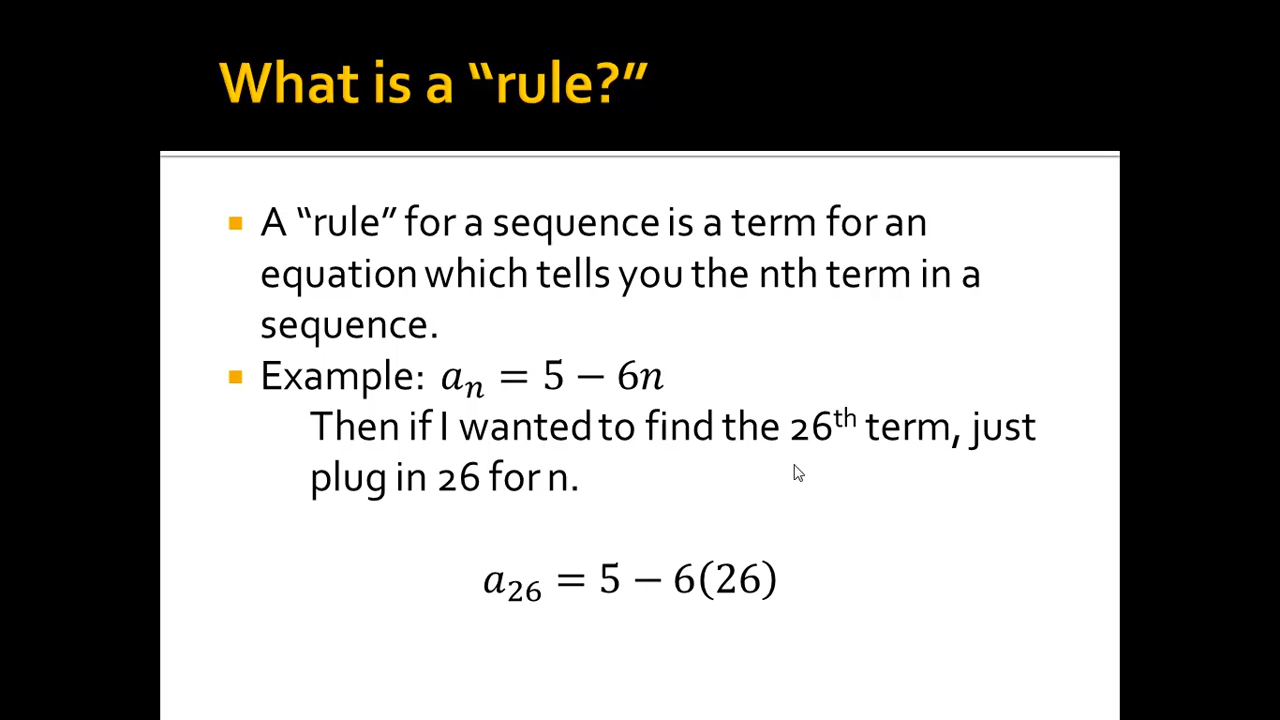 What is a “rule?”
A “rule” for a sequence is a term for an
equation which tells you the nth term in a
sequence.
Example: aₙ = 5 − 6n
Then if I wanted to find the 26ᵗʰ term, just
plug in 26 for n.
a₂₆ = 5 − 6(26)